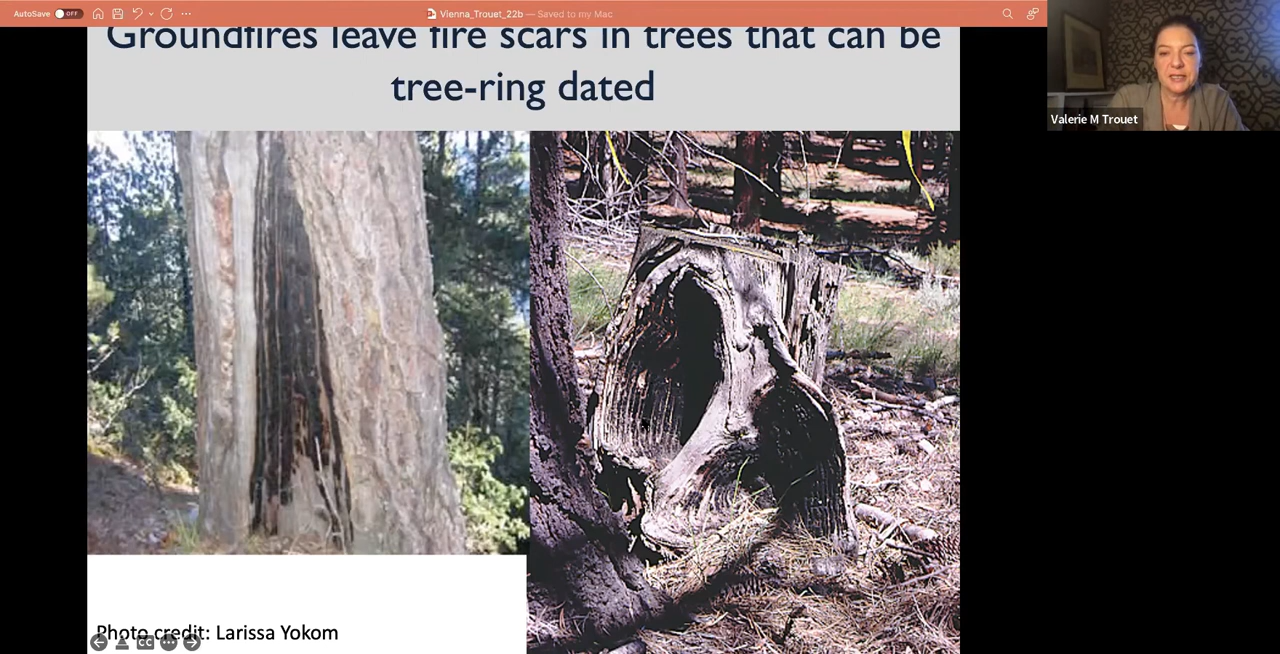 AutoSave OFF
Vienna_Trouet_22b — Saved to my Mac
Groundfires leave fire scars in trees that can be
tree-ring dated
Valerie M Trouet
Photo credit: Larissa Yokom
CC